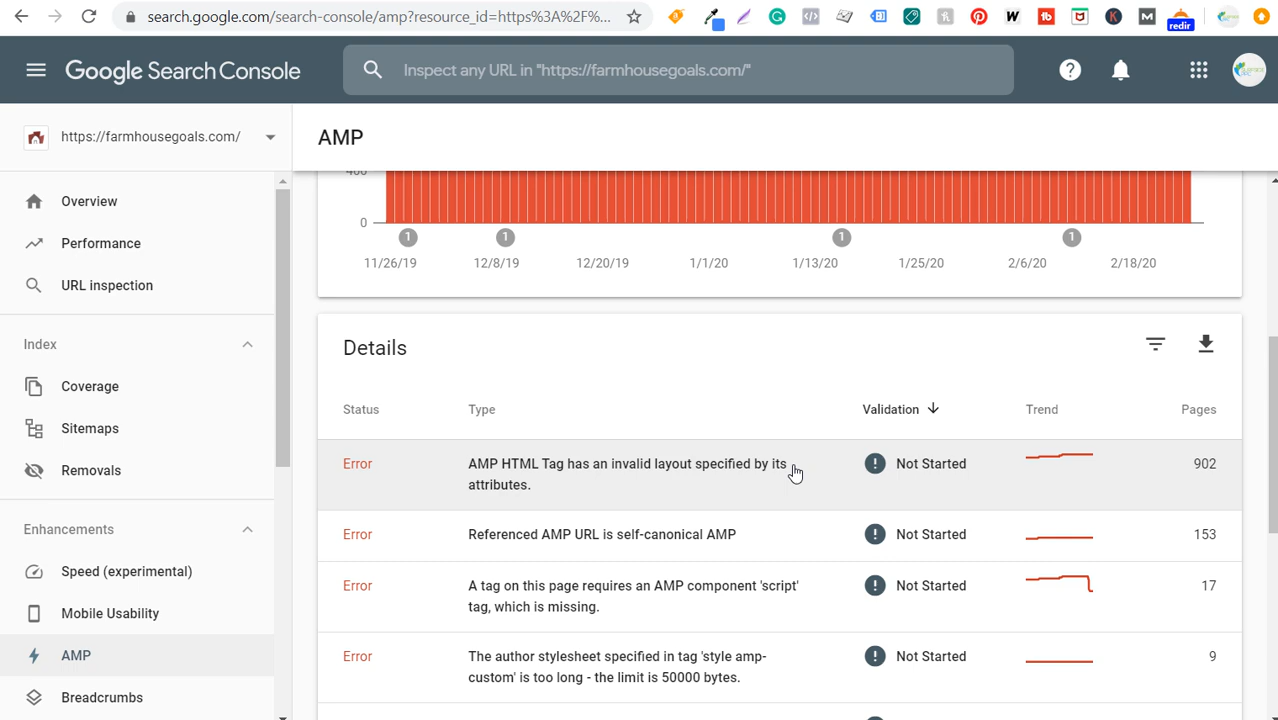 search.google.com/search-console/amp?resource_id=https%3A%2F%...
redir
Google Search Console
Inspect any URL in "https://farmhousegoals.com/"
https://farmhousegoals.com/
AMP
Overview
Performance
URL inspection
Index
Coverage
Sitemaps
Removals
Enhancements
Speed (experimental)
Mobile Usability
AMP
Breadcrumbs
400
0
1 1 1 1
11/26/19 12/8/19 12/20/19 1/1/20 1/13/20 1/25/20 2/6/20 2/18/20
Details
Status Type Validation Trend Pages
Error AMP HTML Tag has an invalid layout specified by its Not Started 902
attributes.
Error Referenced AMP URL is self-canonical AMP Not Started 153
Error A tag on this page requires an AMP component 'script' Not Started 17
tag, which is missing.
Error The author stylesheet specified in tag 'style amp- Not Started 9
custom' is too long - the limit is 50000 bytes.